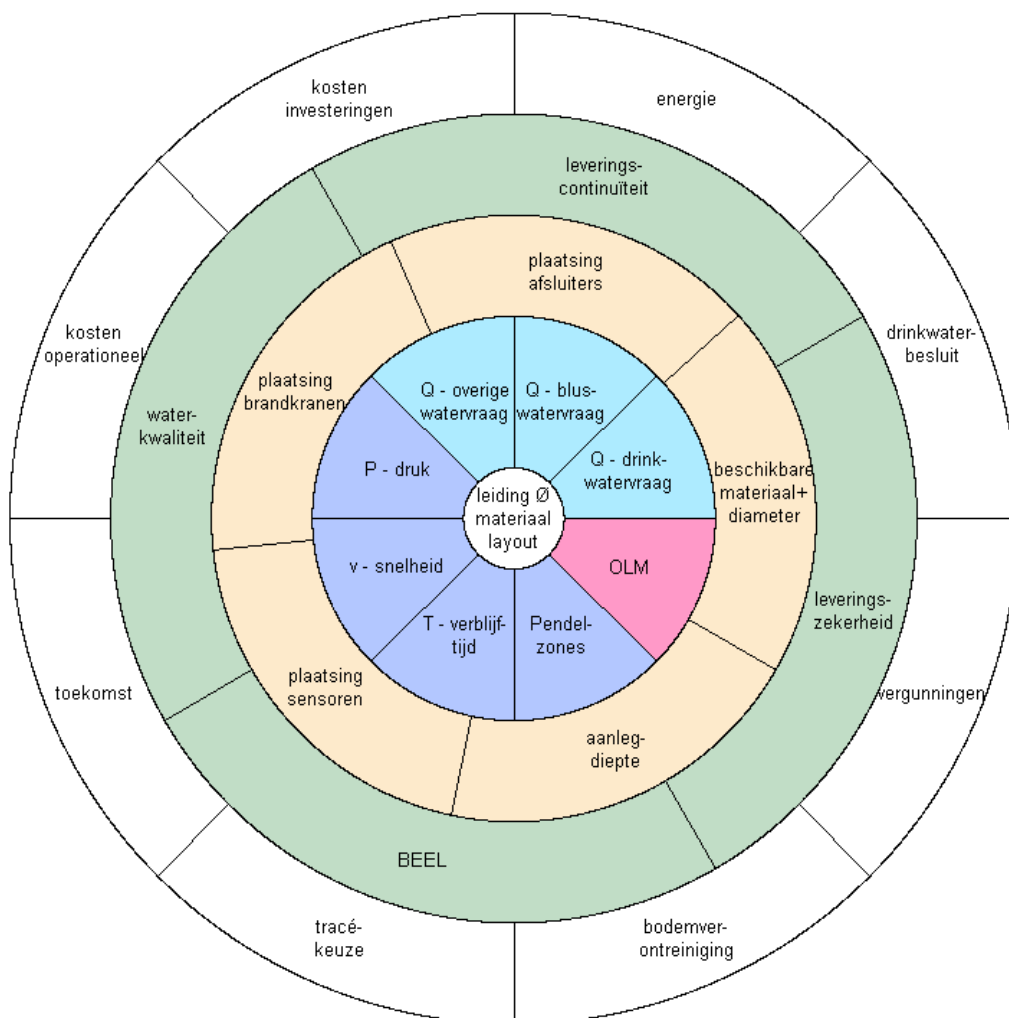 kosten
investeringen
energie
leverings-
continuïteit
plaatsing
afsluiters
kosten
operationeel
drinkwater-
besluit
plaatsing
brandkranen
Q - overige
watervraag
Q - blus-
watervraag
water-
kwaliteit
P - druk
Q - drink-
watervraag
beschikbare
materiaal+
diameter
leiding Ø
materiaal
layout
v - snelheid
OLM
leverings-
zekerheid
T - verblijf-
tijd
Pendel-
zones
toekomst
plaatsing
sensoren
vergunningen
aanleg-
diepte
BEEL
tracé-
keuze
bodemver-
ontreiniging